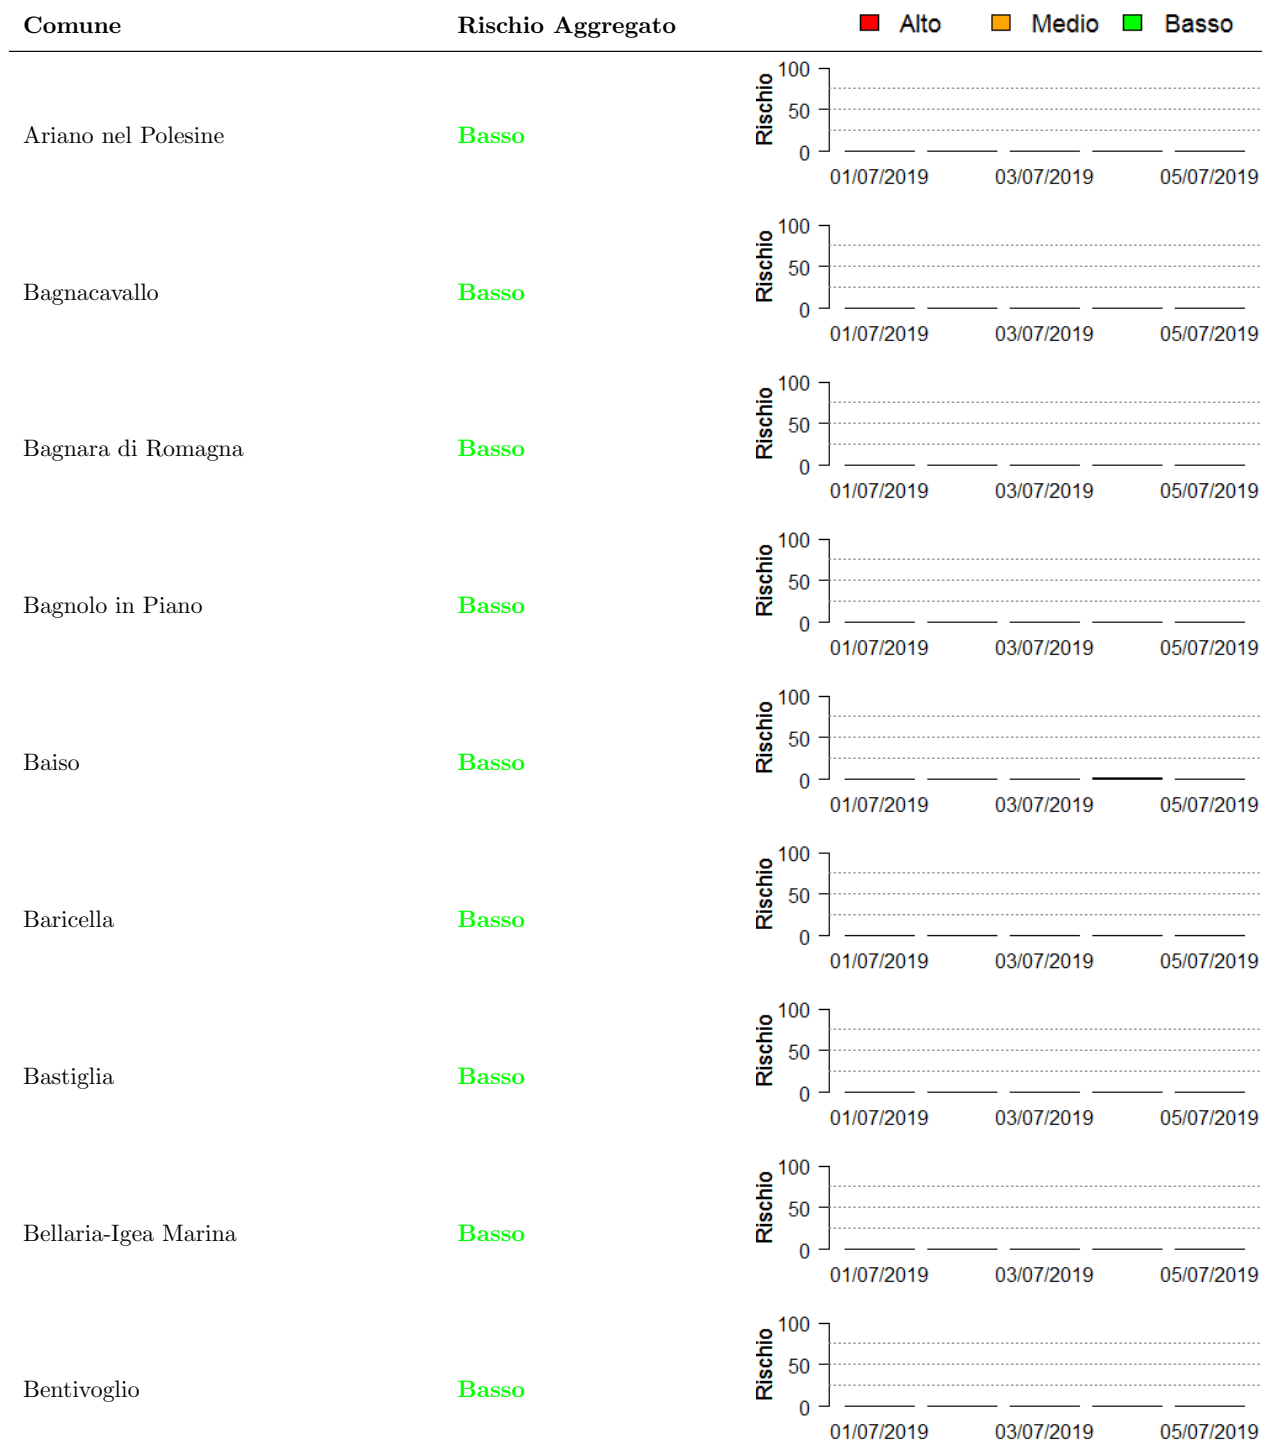 Comune Rischio Aggregato Alto Medio Basso
100
50
0
Rischio
Ariano nel Polesine Basso
01/07/2019 03/07/2019 05/07/2019
100
50
0
Rischio
Bagnacavallo Basso
01/07/2019 03/07/2019 05/07/2019
100
50
0
Rischio
Bagnara di Romagna Basso
01/07/2019 03/07/2019 05/07/2019
100
50
0
Rischio
Bagnolo in Piano Basso
01/07/2019 03/07/2019 05/07/2019
100
50
0
Rischio
Baiso Basso
01/07/2019 03/07/2019 05/07/2019
100
50
0
Rischio
Baricella Basso
01/07/2019 03/07/2019 05/07/2019
100
50
0
Rischio
Bastiglia Basso
01/07/2019 03/07/2019 05/07/2019
100
50
0
Rischio
Bellaria-Igea Marina Basso
01/07/2019 03/07/2019 05/07/2019
100
50
0
Rischio
Bentivoglio Basso
01/07/2019 03/07/2019 05/07/2019